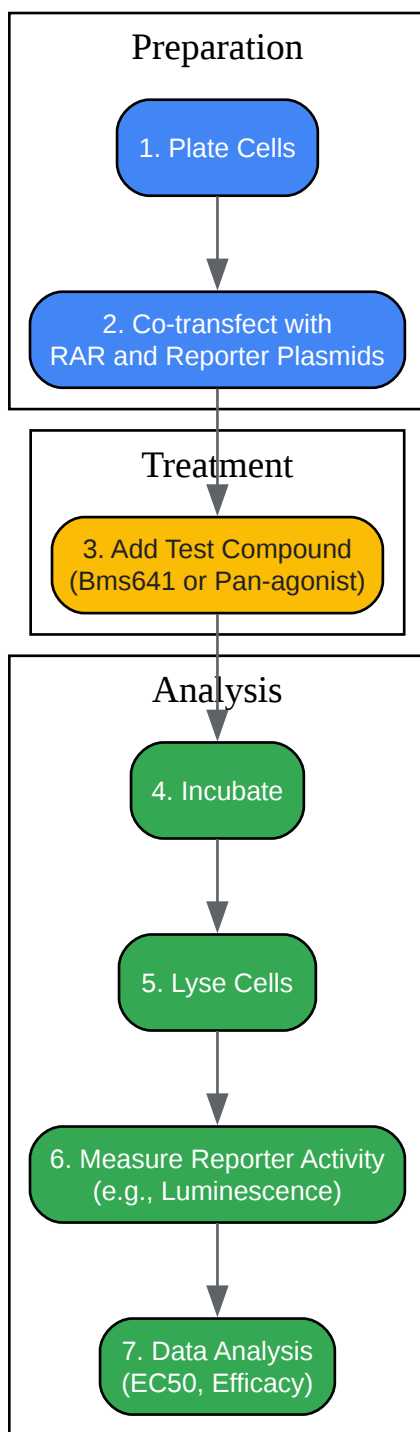 Preparation
1. Plate Cells
2. Co-transfect with
RAR and Reporter Plasmids
Treatment
3. Add Test Compound
(Bms641 or Pan-agonist)
Analysis
4. Incubate
5. Lyse Cells
6. Measure Reporter Activity
(e.g., Luminescence)
7. Data Analysis
(EC50, Efficacy)